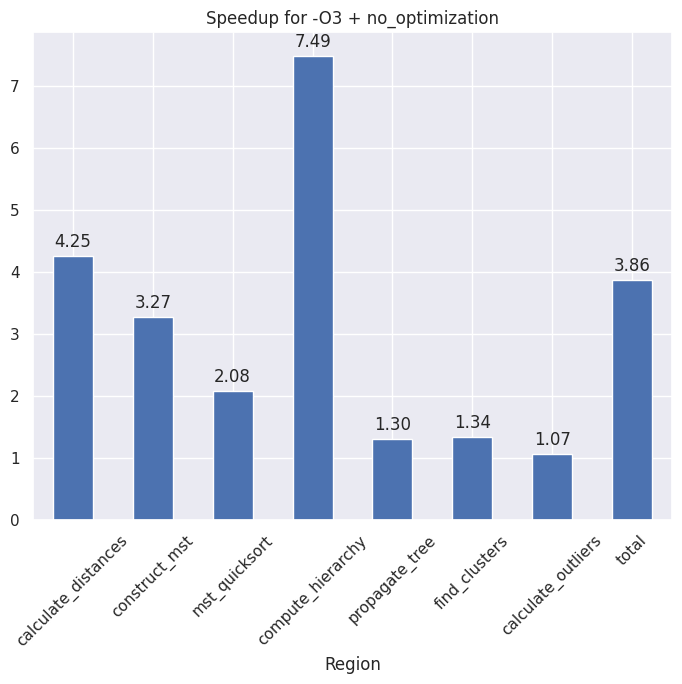 Speedup for -O3 + no_optimization
7.49
4.25
3.86
3.27
2.08
1.30
1.34
1.07
7
6
5
4
3
2
1
0
calculate_distances
construct_mst
mst_quicksort
compute_hierarchy
propagate_tree
find_clusters
calculate_outliers
total
Region